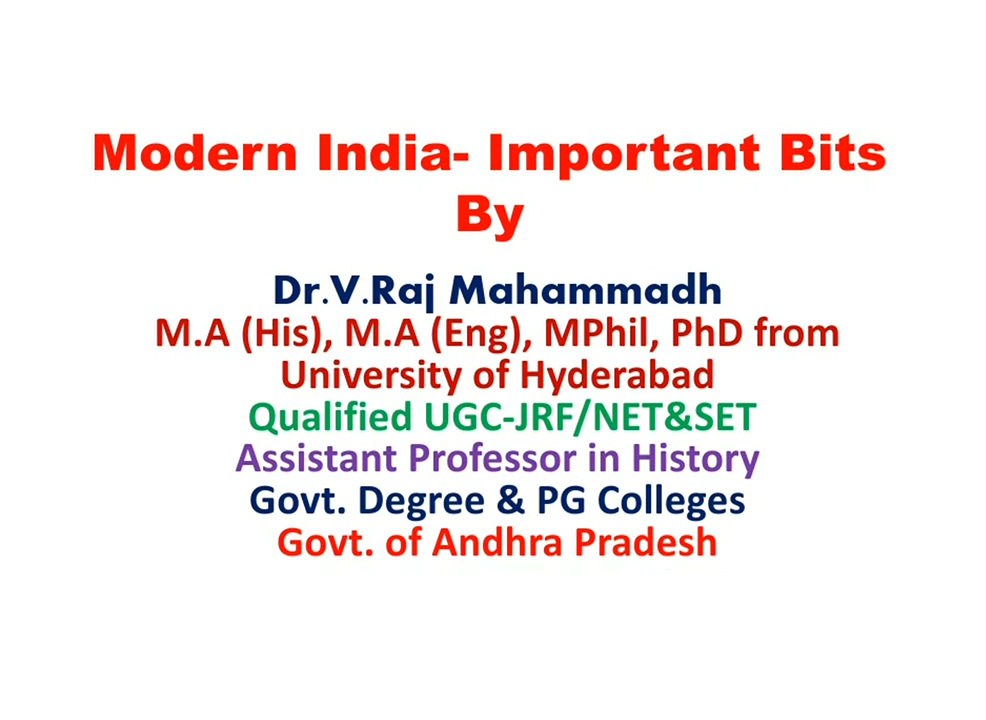 Modern India- Important Bits
By
Dr.V.Raj Mahammadh
M.A (His), M.A (Eng), MPhil, PhD from
University of Hyderabad
Qualified UGC-JRF/NET&SET
Assistant Professor in History
Govt. Degree & PG Colleges
Govt. of Andhra Pradesh